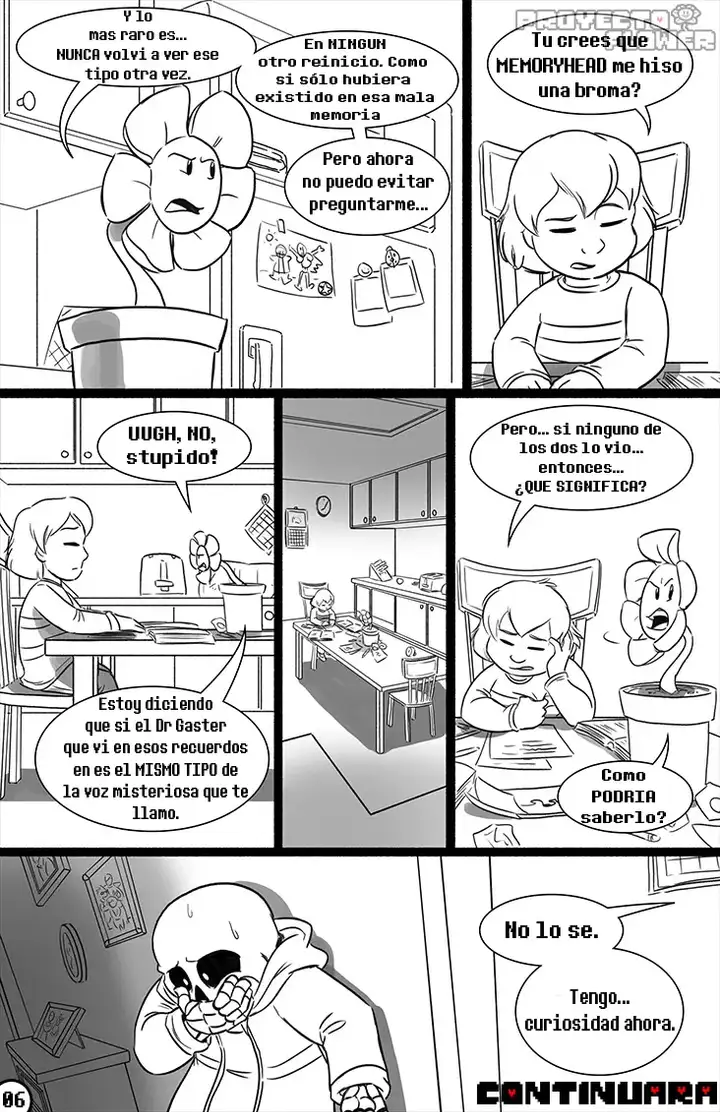 PROYECTO
FLOWER
Y lo
mas raro es...
NUNCA volvi a ver ese
tipo otra vez.
En NINGUN
otro reinicio. Como
si sólo hubiera
existido en esa mala
memoria
Pero ahora
no puedo evitar
preguntarme...
Tu crees que
MEMORYHEAD me hiso
una broma?
UUGH, NO,
stupido!
Estoy diciendo
que si el Dr Gaster
que vi en esos recuerdos
en es el MISMO TIPO de
la voz misteriosa que te
llamo.
Pero... si ninguno de
los dos lo vio...
entonces...
¿QUE SIGNIFICA?
Como
PODRIA
saberlo?
No lo se.
Tengo...
curiosidad ahora.
06
CONTINUARA